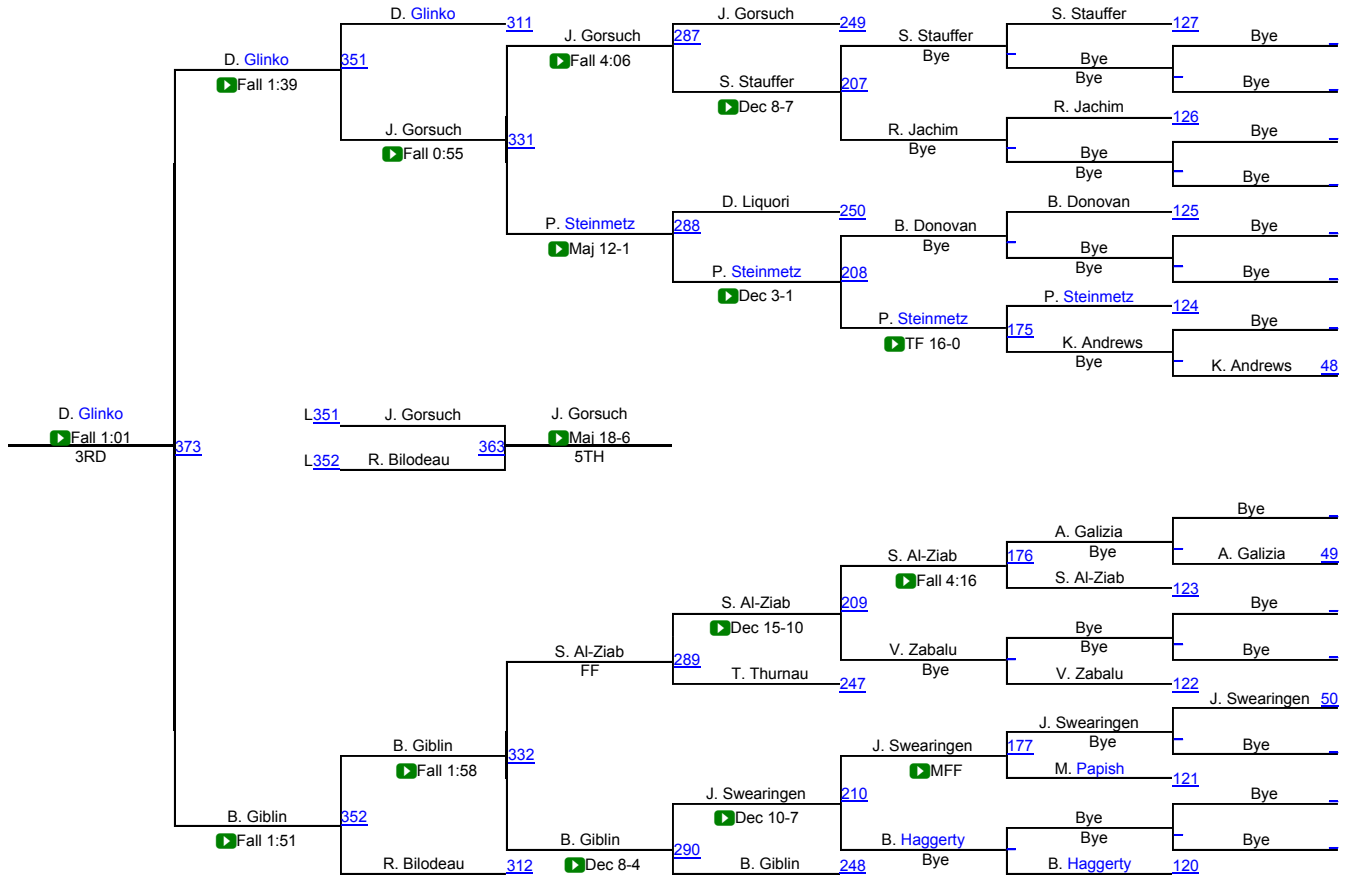 D. Glinko 311
J. Gorsuch 249
S. Stauffer 127
J. Gorsuch 287
S. Stauffer
Bye
Bye
D. Glinko 351
Fall 4:06
Bye
Bye
Fall 1:39
S. Stauffer 207
Bye
Dec 8-7
R. Jachim 126
J. Gorsuch 331
R. Jachim
Bye
Fall 0:55
Bye
Bye
Bye
Bye
D. Liquori 250
B. Donovan 125
P. Steinmetz 288
B. Donovan
Bye
Maj 12-1
Bye
Bye
P. Steinmetz 208
Bye
Dec 3-1
P. Steinmetz 124
P. Steinmetz 175
Bye
TF 16-0
K. Andrews
Bye
K. Andrews 48
D. Glinko
L351 J. Gorsuch
J. Gorsuch
Fall 1:01
Maj 18-6
3RD
373
363
5TH
L352 R. Bilodeau
Bye
A. Galizia
Bye
S. Al-Ziab 176
A. Galizia 49
Fall 4:16
S. Al-Ziab 123
S. Al-Ziab 209
Bye
Dec 15-10
Bye
Bye
S. Al-Ziab 289
FF
V. Zabalu
Bye
Bye
T. Thurnau 247
V. Zabalu 122
J. Swearingen 50
J. Swearingen
Bye
B. Giblin 332
J. Swearingen 177
Bye
Fall 1:58
MFF
M. Papish 121
J. Swearingen 210
Bye
Dec 10-7
B. Giblin 352
Bye
Bye
Fall 1:51
B. Giblin 290
B. Haggerty
Bye
Bye
R. Bilodeau 312
Dec 8-4
B. Giblin 248
B. Haggerty 120